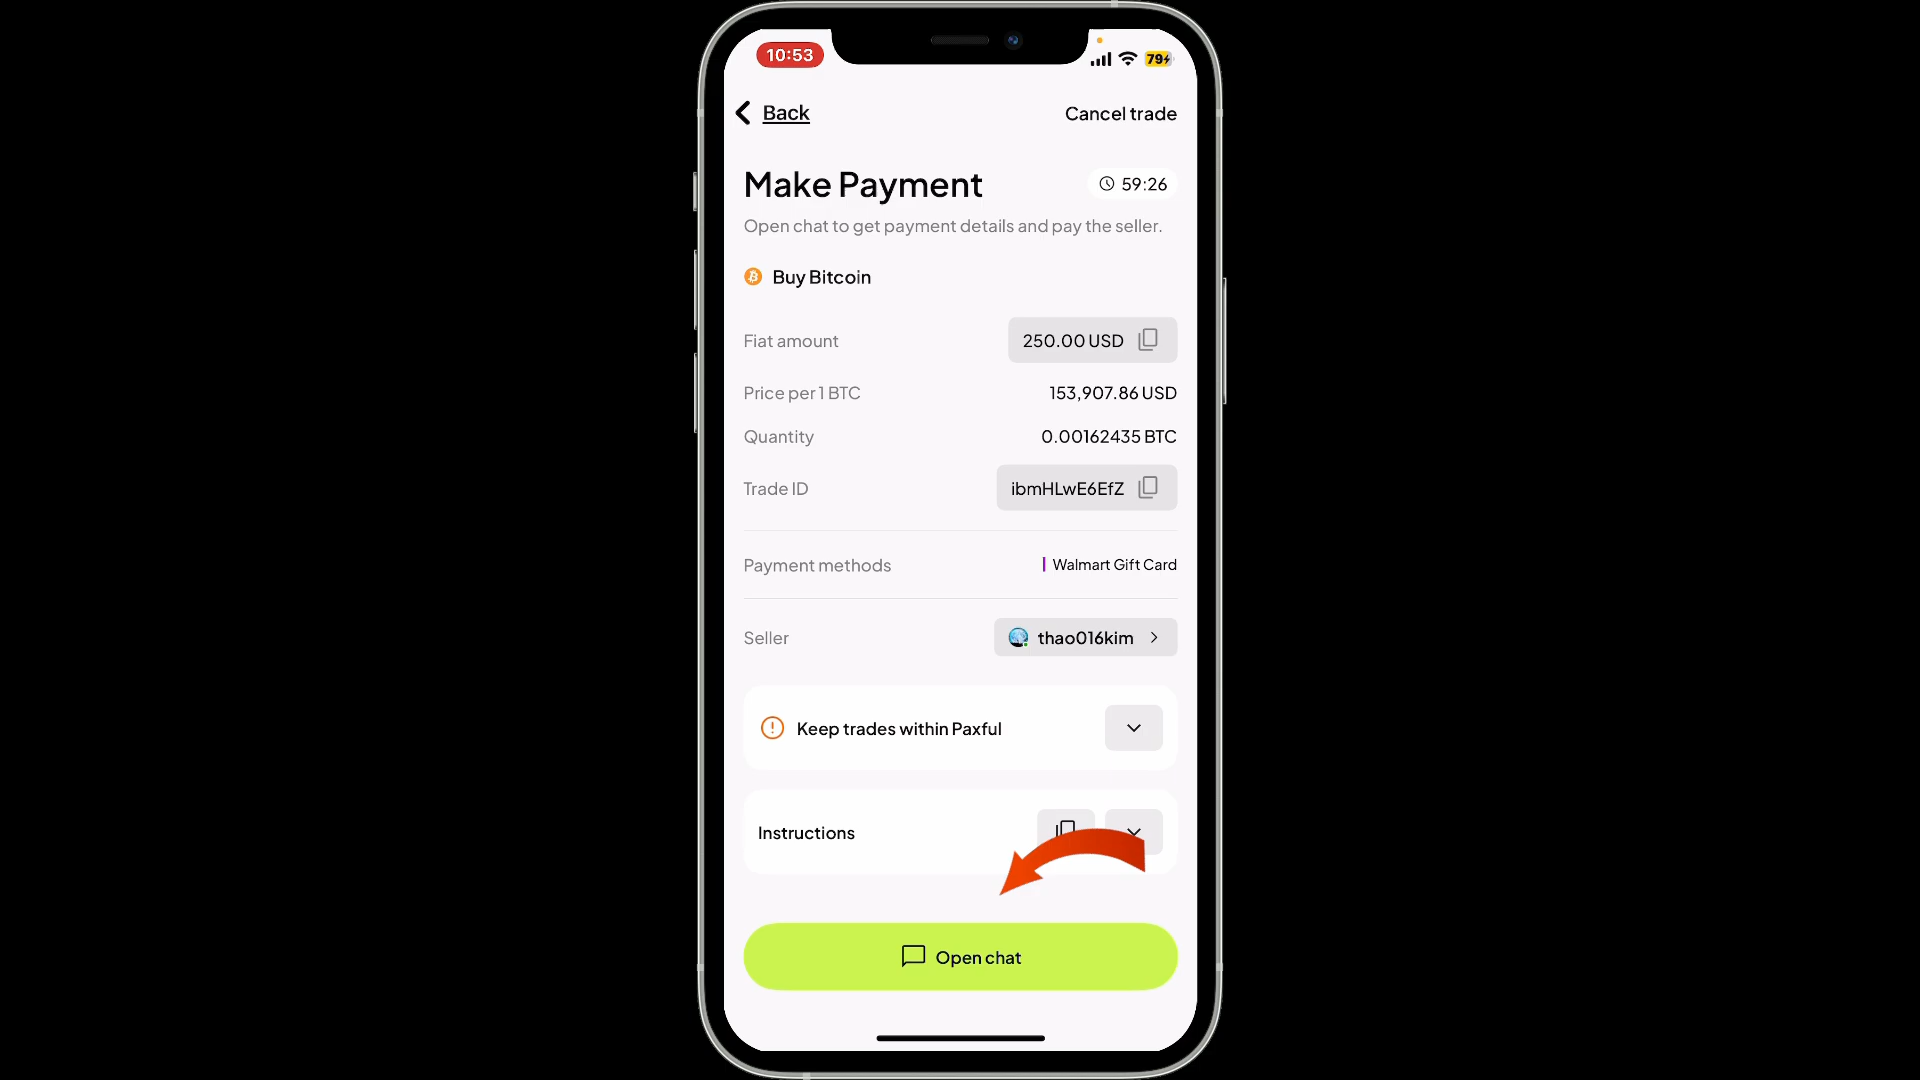 10:53
79
Back
Cancel trade
Make Payment
59:26
Open chat to get payment details and pay the seller.
Buy Bitcoin
Fiat amount
250.00 USD
Price per 1 BTC
153,907.86 USD
Quantity
0.00162435 BTC
Trade ID
ibmHLwE6EfZ
Payment methods
Walmart Gift Card
Seller
thao016kim
Keep trades within Paxful
Instructions
Open chat